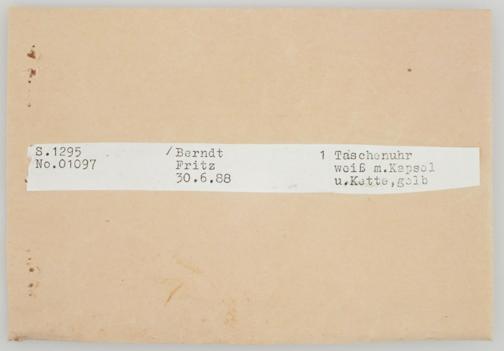 S.1295 /Berndt 1 Taschenuhr
No.01097 Fritz weiß m.Kapsel
30.6.88 u.Kette,gelb